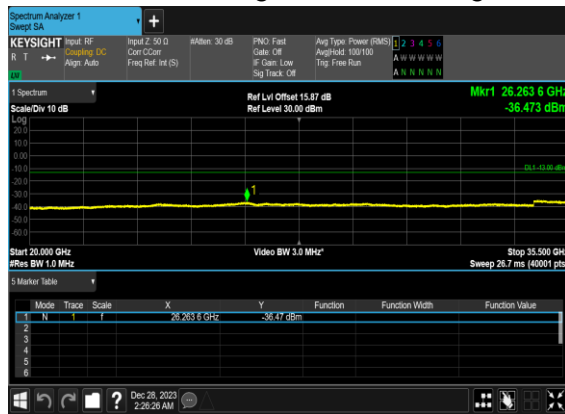 Spectrum Analyzer 1
Swept SA
+
KEYSIGHT Input: RF Input Z: 50 Ω #Atten: 30 dB PNO: Fast Avg Type: Power (RMS) 1 2 3 4 5 6
R T Coupling: DC Corr CCorr Gate: Off Avg|Hold: 100/100 A W W W W W
Align: Auto Freq Ref: Int (S) IF Gain: Low Trig: Free Run
Sig Track: Off A N N N N N
1 Spectrum Ref Lvl Offset 15.87 dB Mkr1 26.263 6 GHz
Scale/Div 10 dB Ref Level 30.00 dBm -36.473 dBm
Log
20.0
10.0
0.00
-10.0 DL1 -13.00 dBm
-20.0
-30.0 1
-40.0
-50.0
-60.0
Start 20.000 GHz Video BW 3.0 MHz* Stop 35.500 GHz
#Res BW 1.0 MHz Sweep 26.7 ms (40001 pts
5 Marker Table
Mode Trace Scale X Y Function Function Width Function Value
1 N 1 f 26.263 6 GHz -36.47 dBm
2
3
4
5
6
? Dec 28, 2023
2:26:26 AM